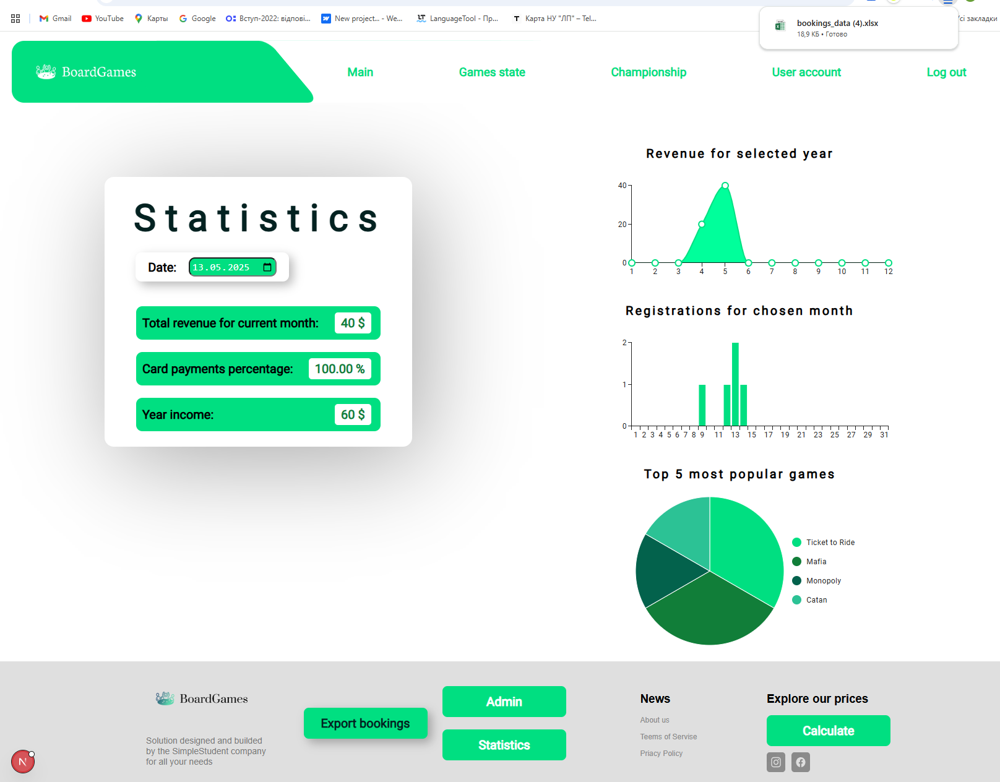 Gmail
YouTube
Карты
Google
Вступ-2022: відпові...
New project... - We...
LanguageTool - Пр...
Карта НУ "ЛП" – Tel...
сі закладки
bookings_data (4).xlsx
18,9 КБ • Готово
BoardGames
Main
Games state
Championship
User account
Log out
Statistics
Date: 13.05.2025
Total revenue for current month: 40 $
Card payments percentage: 100.00 %
Year income: 60 $
Revenue for selected year
40
20
0
1 2 3 4 5 6 7 8 9 10 11 12
Registrations for chosen month
2
1
0
1 2 3 4 5 6 7 8 9 11 13 15 17 19 21 23 25 27 29 31
Top 5 most popular games
Ticket to Ride
Mafia
Monopoly
Catan
BoardGames
Solution designed and builded
by the SimpleStudent company
for all your needs
Export bookings
Admin
Statistics
News
About us
Teems of Servise
Priacy Policy
Explore our prices
Calculate
N